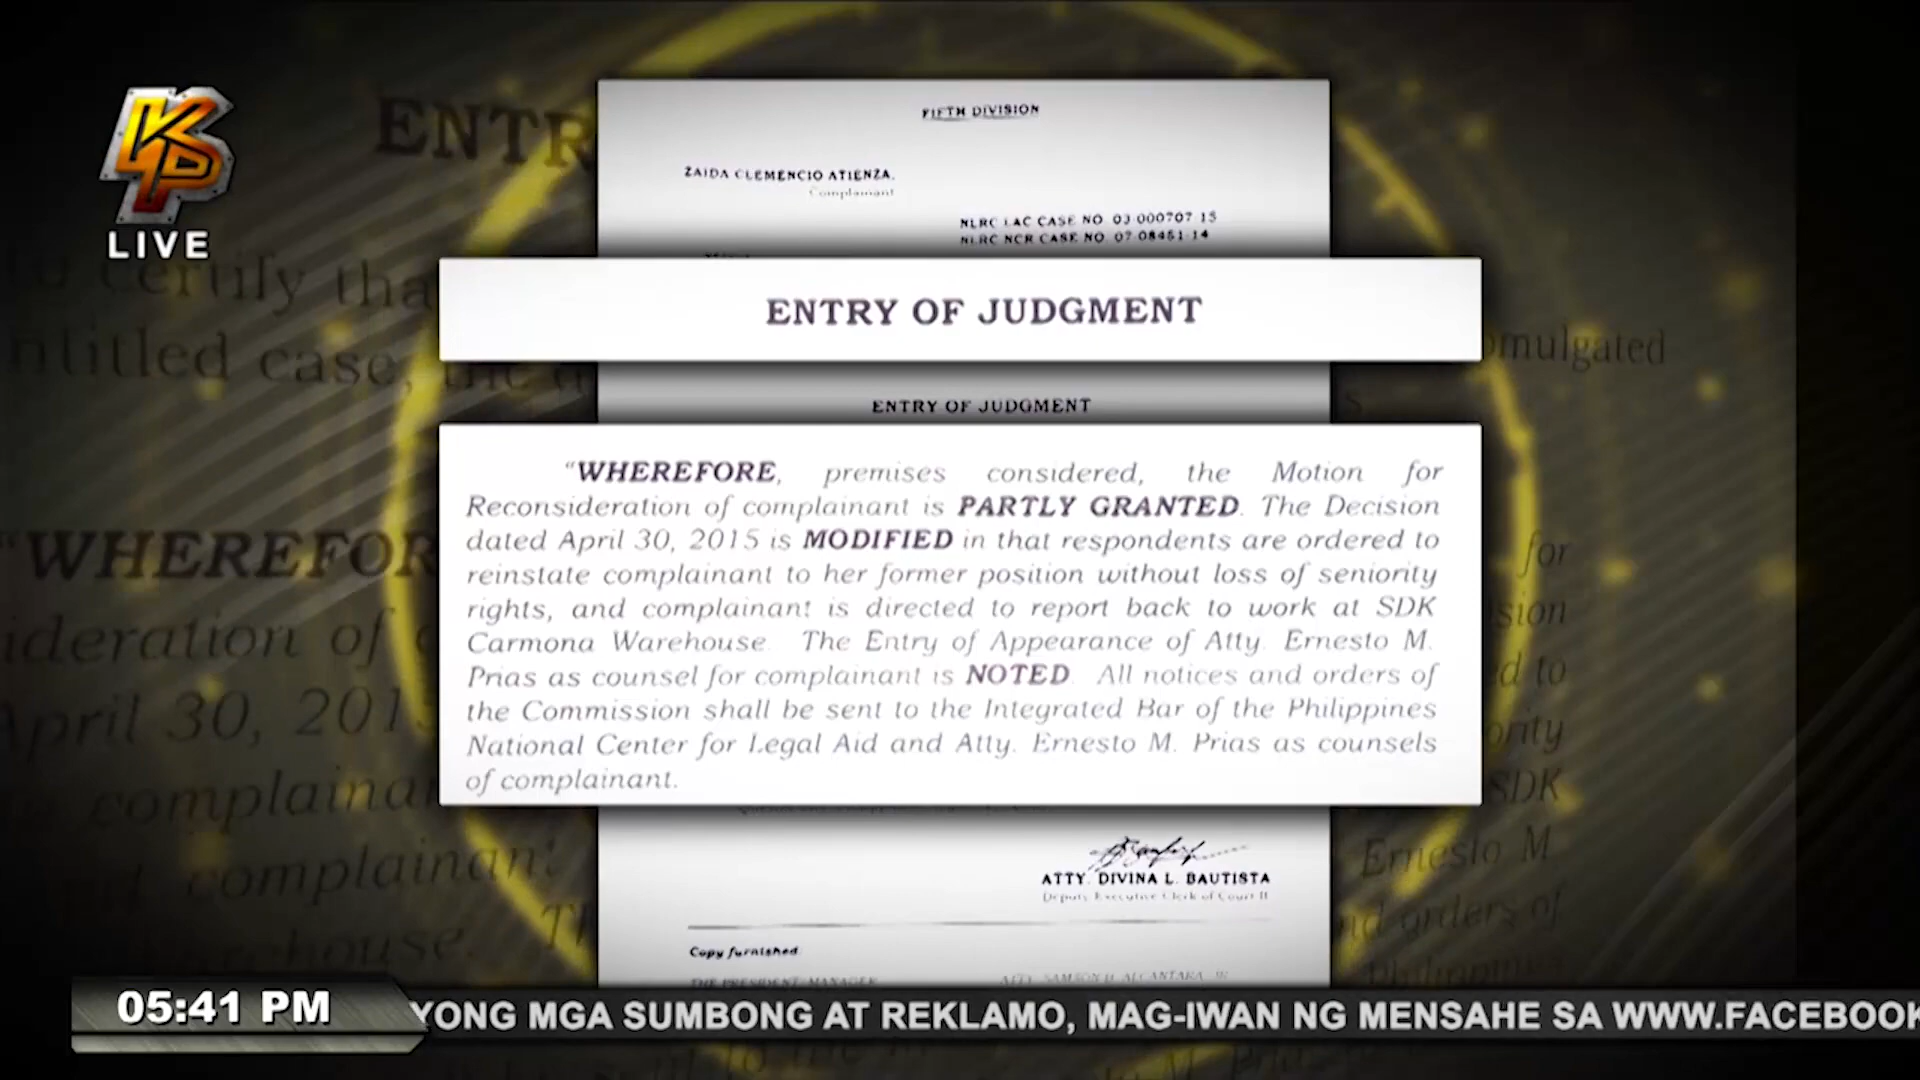 KP
LIVE
FIFTH DIVISION
ZAIDA CLEMENCIO ATIENZA,
Complainant
NLRC LAC CASE NO. 03-000707-15
NLRC NCR CASE NO. 07-08451-14
ENTRY OF JUDGMENT
ENTRY OF JUDGMENT
"WHEREFORE, premises considered, the Motion for
Reconsideration of complainant is PARTLY GRANTED. The Decision
dated April 30, 2015 is MODIFIED in that respondents are ordered to
reinstate complainant to her former position without loss of seniority
rights, and complainant is directed to report back to work at SDK
Carmona Warehouse. The Entry of Appearance of Atty. Ernesto M.
Prias as counsel for complainant is NOTED. All notices and orders of
the Commission shall be sent to the Integrated Bar of the Philippines
National Center for Legal Aid and Atty. Ernesto M. Prias as counsels
of complainant.
ATTY. DIVINA L. BAUTISTA
Deputy Executive Clerk of Court II
Copy furnished:
THE PRESIDENT/MANAGER
ATTY. SAMSON ALCANTARA
05:41 PM
YONG MGA SUMBONG AT REKLAMO, MAG-IWAN NG MENSAHE SA WWW.FACEBOOK